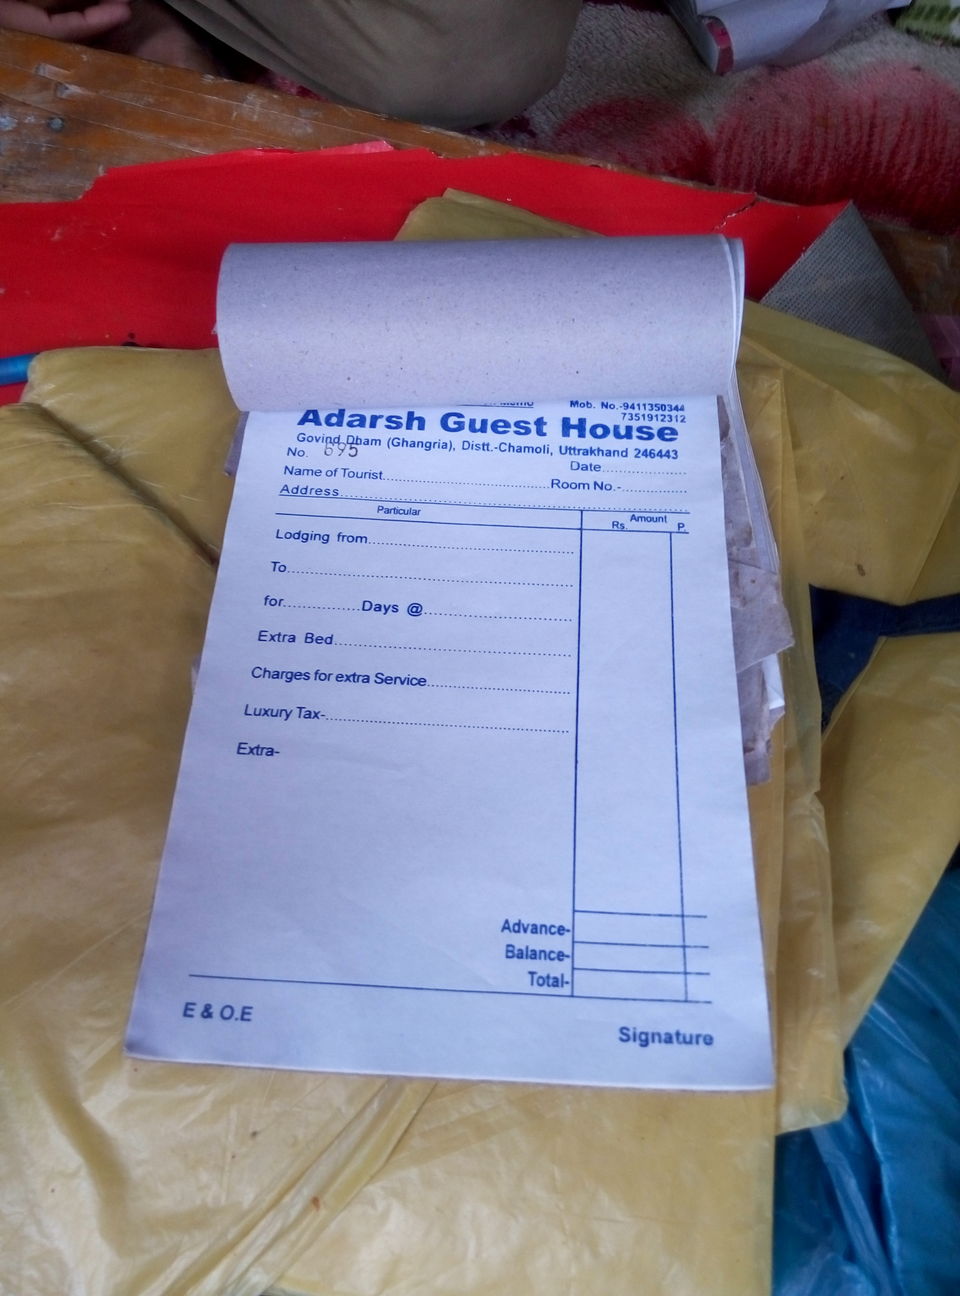 Memo Mob. No.-9411350344
7351912312
Adarsh Guest House
Govind Dham (Ghangria), Distt.-Chamoli, Uttrakhand 246443
No. 695 Date
Name of Tourist Room No.-
Address
Particular Amount
Rs. P.
Lodging from
To
for Days @
Extra Bed
Charges for extra Service
Luxury Tax-
Extra-
Advance-
Balance-
Total-
E & O.E
Signature